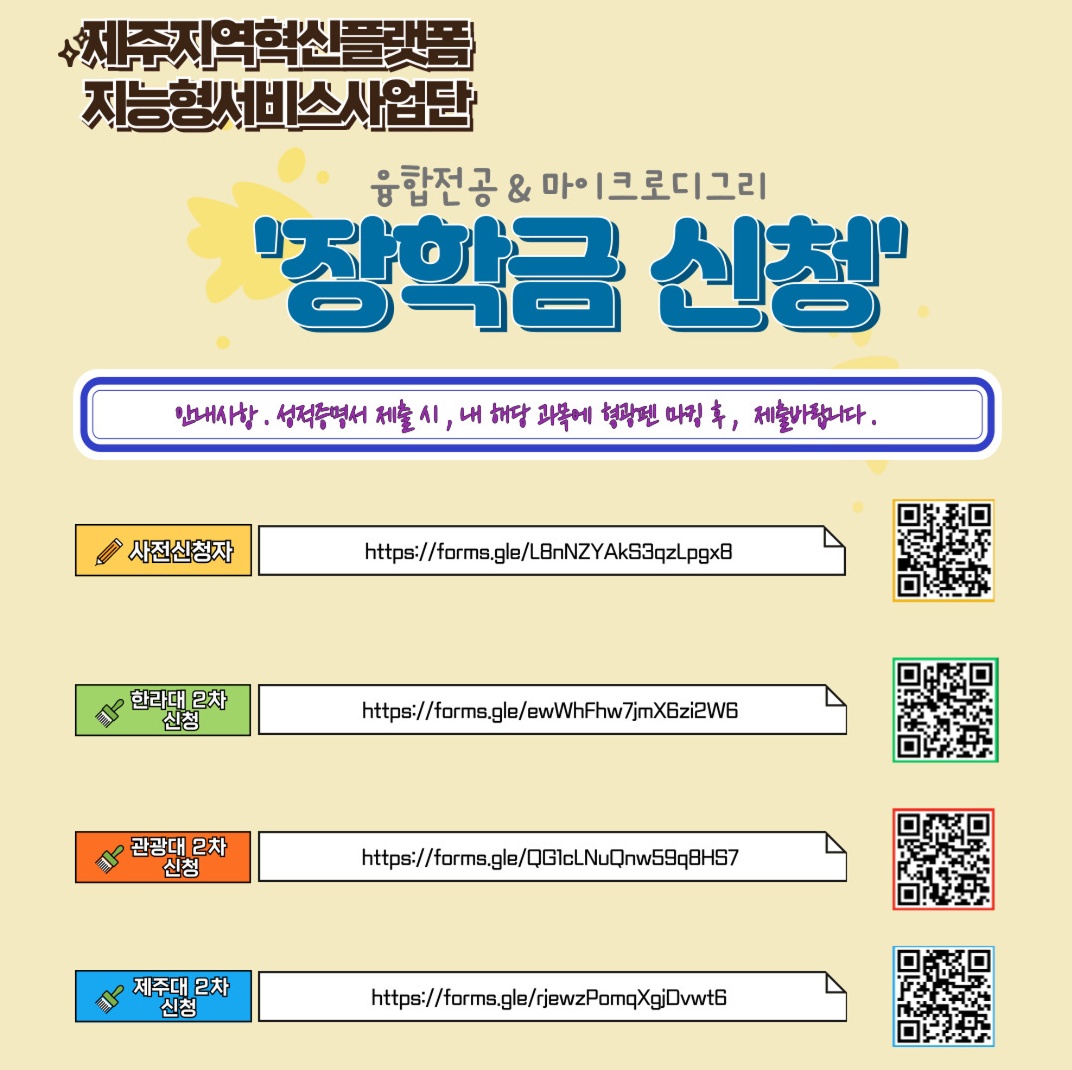 제주지역혁신플랫폼
지능형서비스사업단
융합전공 & 마이크로디그리
'장학금 신청'
안내사항 . 성적증명서 제출 시 , 내 해당 과목에 형광펜 마킹 후 , 제출바랍니다 .
사전신청자
https://forms.gle/L8nNZYAkS3qzLpgx8
한라대 2차
신청
https://forms.gle/ewWhFhw7jmX6zi2W6
관광대 2차
신청
https://forms.gle/QG1cLNuQnw59q8HS7
제주대 2차
신청
https://forms.gle/rjewzPomqXgjDvwt6